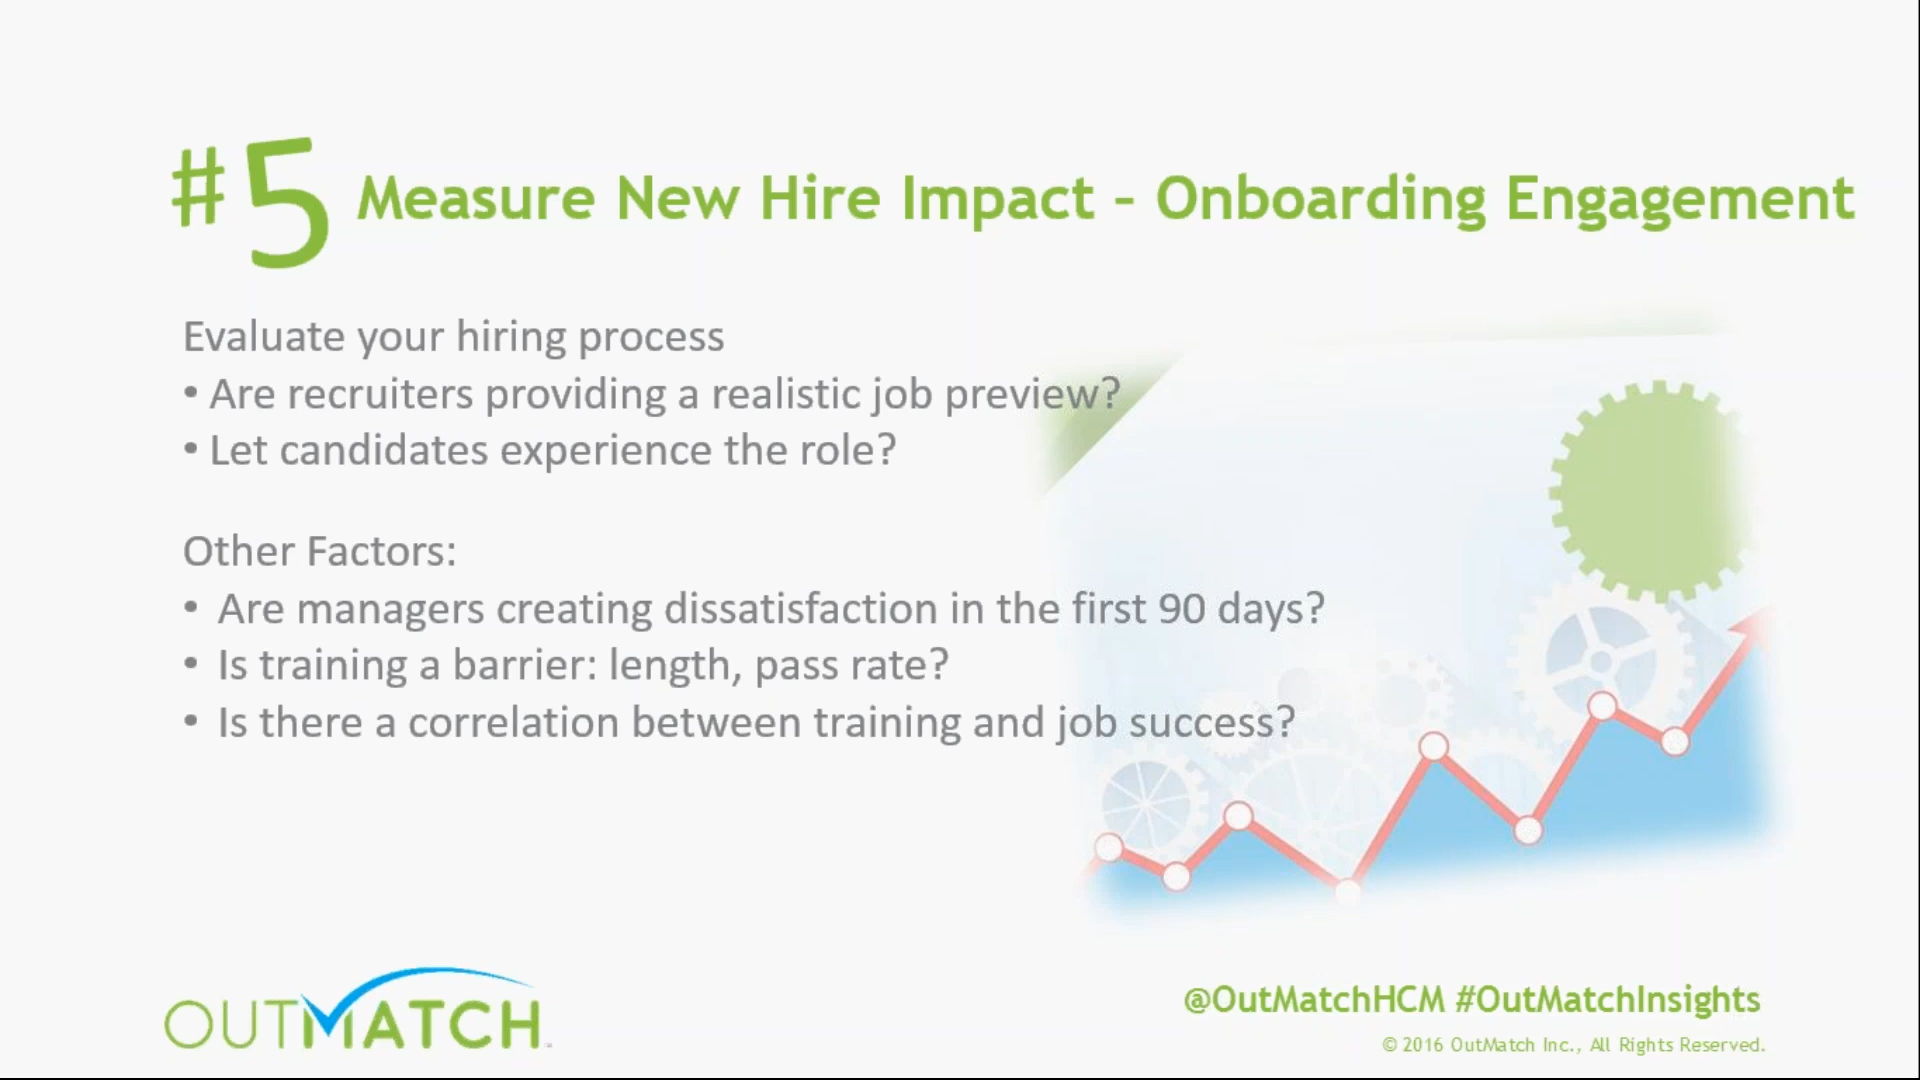 #5 Measure New Hire Impact – Onboarding Engagement
Evaluate your hiring process
• Are recruiters providing a realistic job preview?
• Let candidates experience the role?
Other Factors:
• Are managers creating dissatisfaction in the first 90 days?
• Is training a barrier: length, pass rate?
• Is there a correlation between training and job success?
OUTMATCH
@OutMatchHCM #OutMatchInsights
© 2016 OutMatch Inc., All Rights Reserved.